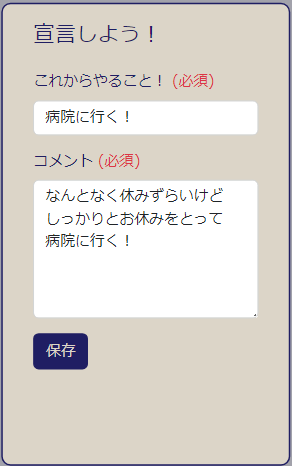 宣言しよう！
これからやること！ (必須)
病院に行く！
コメント (必須)
なんとなく休みずらいけど
しっかりとお休みをとって
病院に行く！
保存